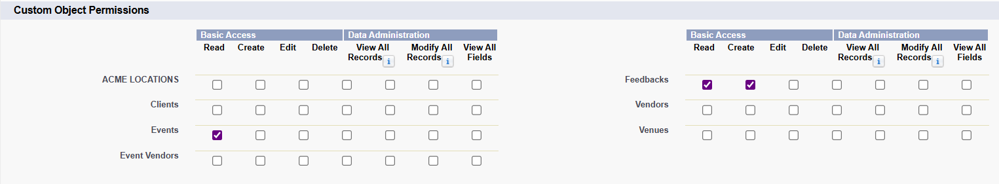 Custom Object Permissions
Basic Access Data Administration
Read Create Edit Delete View All Records i Modify All Records i View All Fields
ACME LOCATIONS
Clients
Events
Event Vendors
Basic Access Data Administration
Read Create Edit Delete View All Records i Modify All Records i View All Fields
Feedbacks
Vendors
Venues